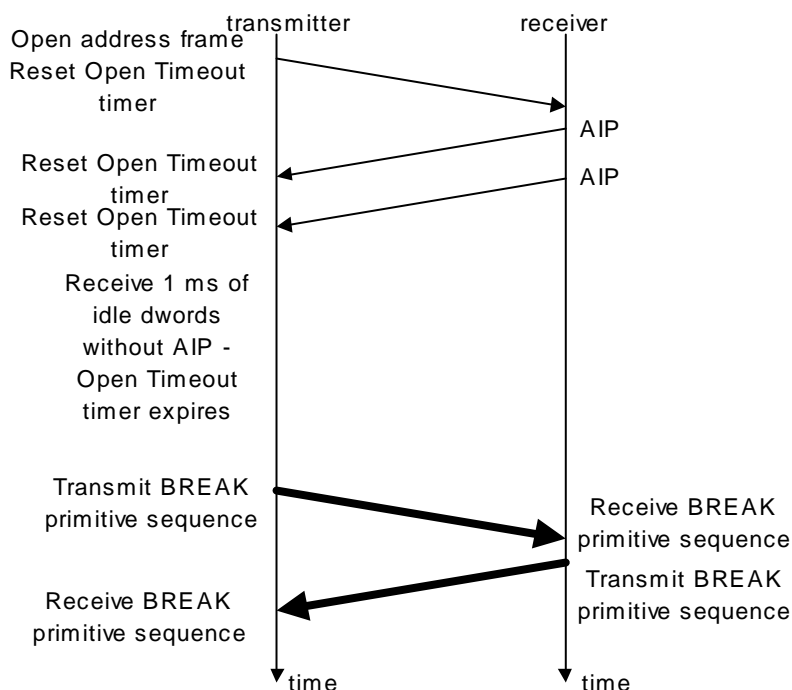 transmitter
receiver
Open address frame
Reset Open Timeout
timer
AIP
AIP
Reset Open Timeout
timer
Reset Open Timeout
timer
Receive 1 ms of
idle dwords
without AIP -
Open Timeout
timer expires
Transmit BREAK
primitive sequence
Receive BREAK
primitive sequence
Transmit BREAK
primitive sequence
Receive BREAK
primitive sequence
time
time